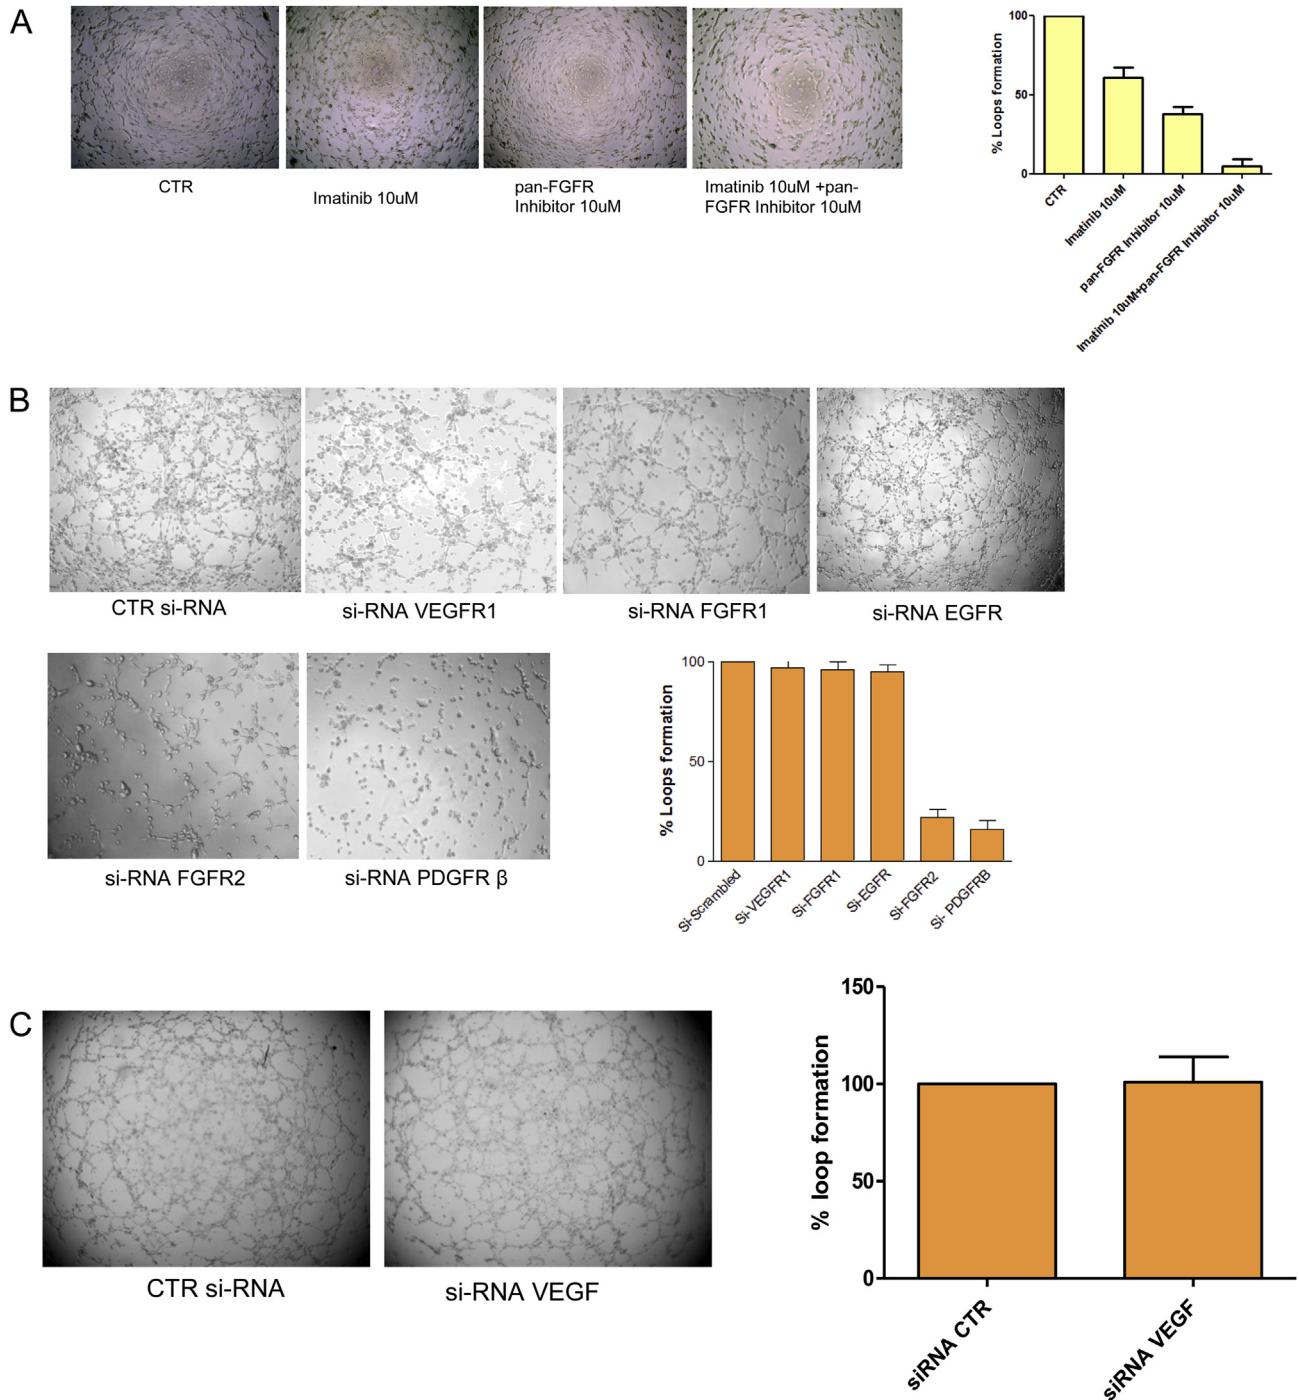 A
CTR
Imatinib 10uM
pan-FGFR
Inhibitor 10uM
Imatinib 10uM +pan-
FGFR Inhibitor 10uM
% Loops formation
100
50
0
CTR
Imatinib 10uM
pan-FGFR Inhibitor 10uM
Imatinib 10uM+pan-FGFR Inhibitor 10uM
B
CTR si-RNA
si-RNA VEGFR1
si-RNA FGFR1
si-RNA EGFR
si-RNA FGFR2
si-RNA PDGFR β
% Loops formation
100
50
0
Si-Scrambled
Si-VEGFR1
Si-FGFR1
Si-EGFR
Si-FGFR2
Si- PDGFRB
C
CTR si-RNA
si-RNA VEGF
% loop formation
150
100
50
0
siRNA CTR
siRNA VEGF